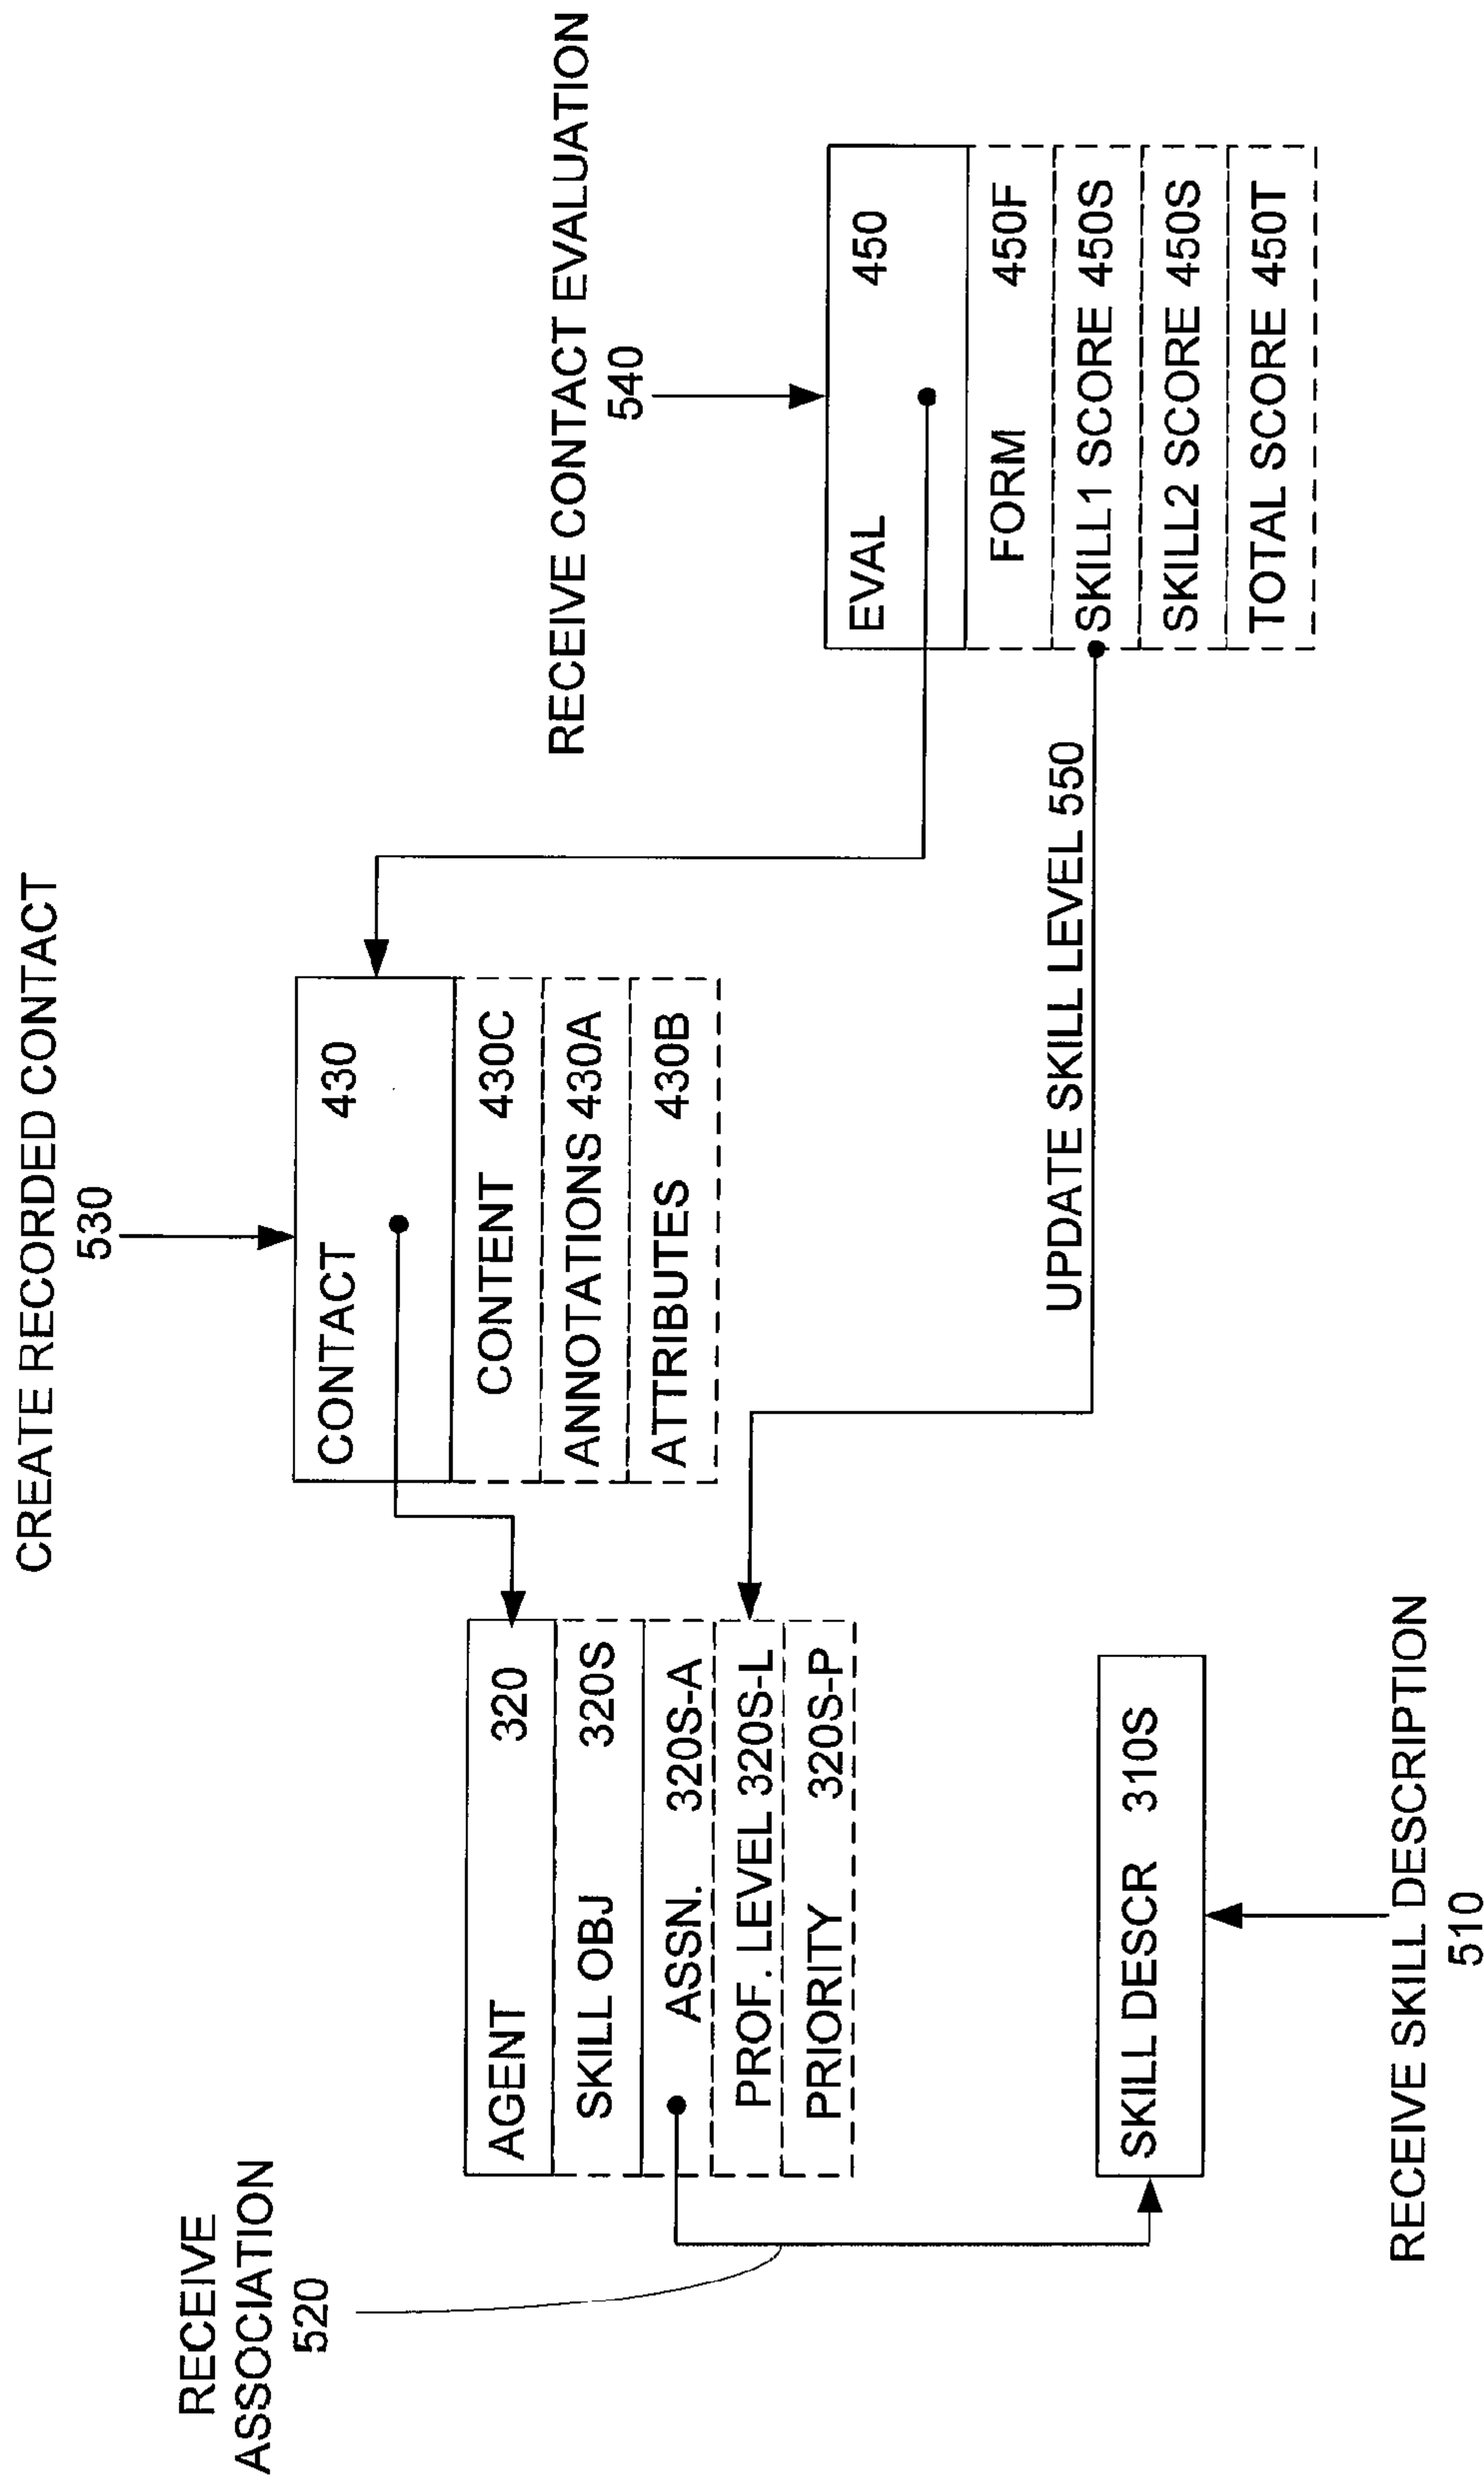 CREATE RECORDED CONTACT
530
RECEIVE CONTACT EVALUATION
540
RECEIVE
ASSOCIATION
520
AGENT 320
SKILL OBJ 320S
ASSN. 320S-A
PROF. LEVEL 320S-L
PRIORITY 320S-P
CONTACT 430
CONTENT 430C
ANNOTATIONS 430A
ATTRIBUTES 430B
EVAL 450
FORM 450F
SKILL1 SCORE 450S
SKILL2 SCORE 450S
TOTAL SCORE 450T
UPDATE SKILL LEVEL 550
SKILL DESCR 310S
RECEIVE SKILL DESCRIPTION
510